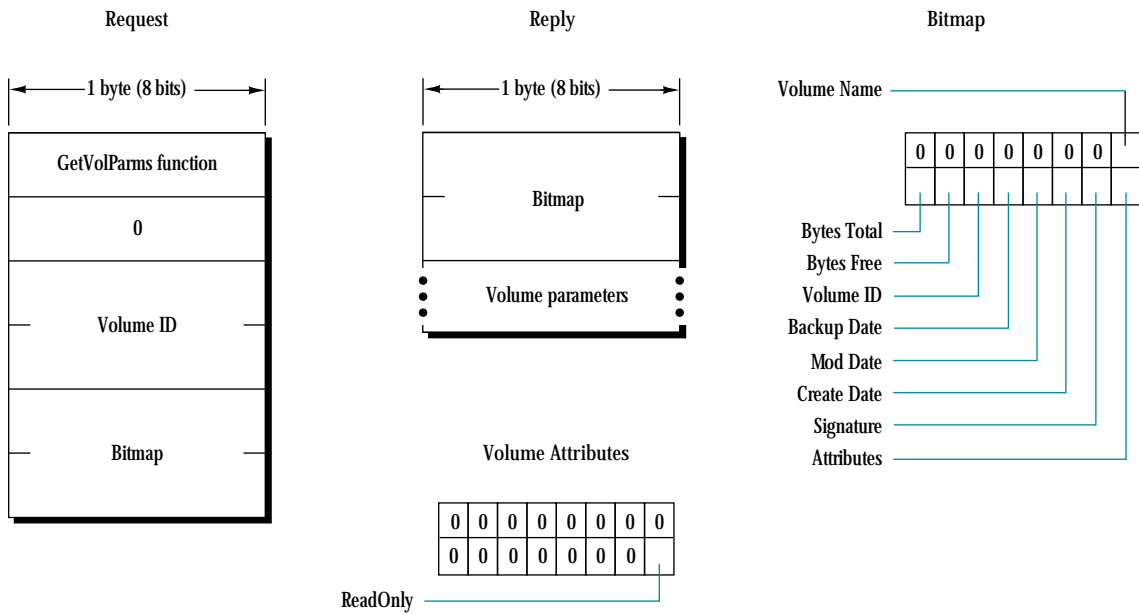 Request
1 byte (8 bits)
GetVolParms function
0
Volume ID
Bitmap
Reply
1 byte (8 bits)
Bitmap
Volume parameters
Volume Attributes
0 0 0 0 0 0 0 0
0 0 0 0 0 0 0
ReadOnly
Bitmap
Volume Name
0 0 0 0 0 0 0
Bytes Total
Bytes Free
Volume ID
Backup Date
Mod Date
Create Date
Signature
Attributes